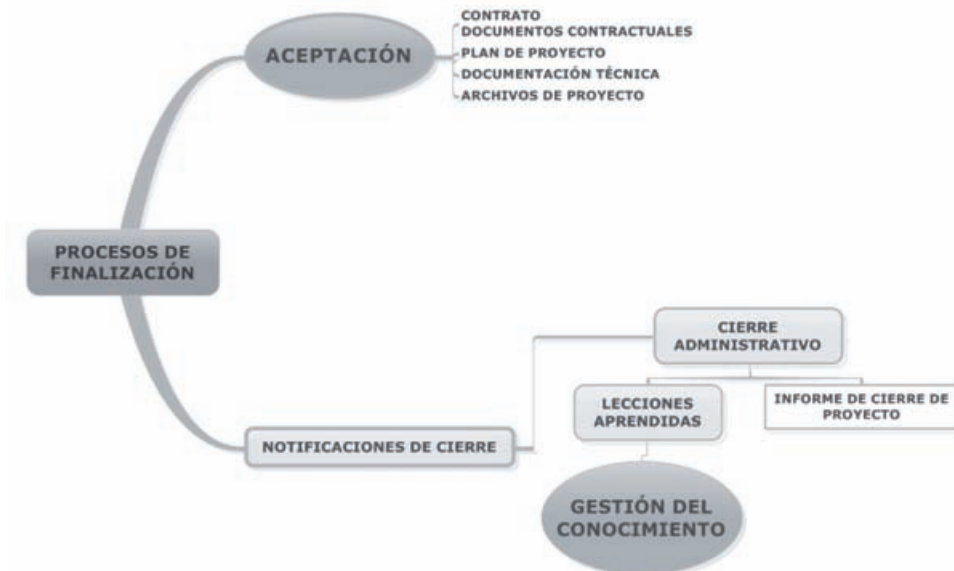 CONTRATO
DOCUMENTOS CONTRACTUALES
ACEPTACIÓN
PLAN DE PROYECTO
DOCUMENTACIÓN TÉCNICA
ARCHIVOS DE PROYECTO
PROCESOS DE
FINALIZACIÓN
CIERRE
ADMINISTRATIVO
LECCIONES
APRENDIDAS
INFORME DE CIERRE DE
PROYECTO
NOTIFICACIONES DE CIERRE
GESTIÓN DEL
CONOCIMIENTO